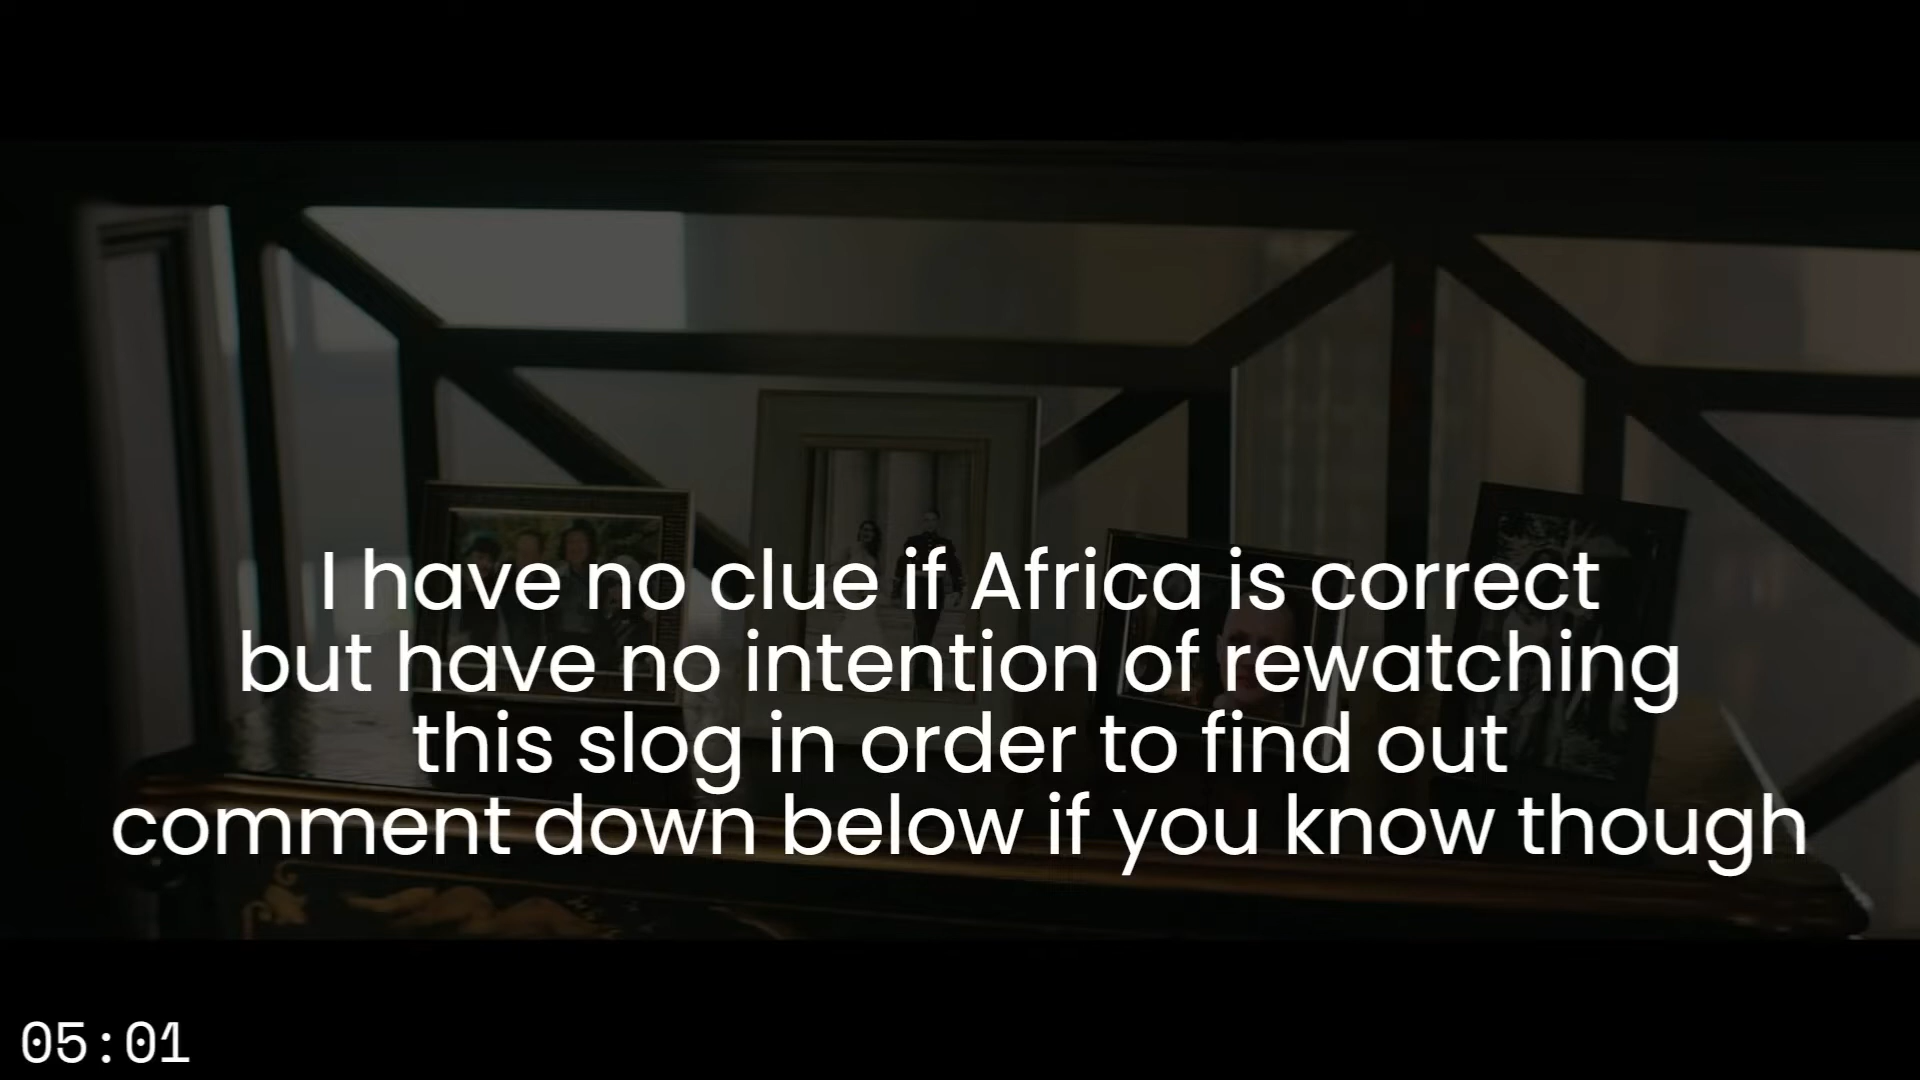 I have no clue if Africa is correct
but have no intention of rewatching
this slog in order to find out
comment down below if you know though
05:01